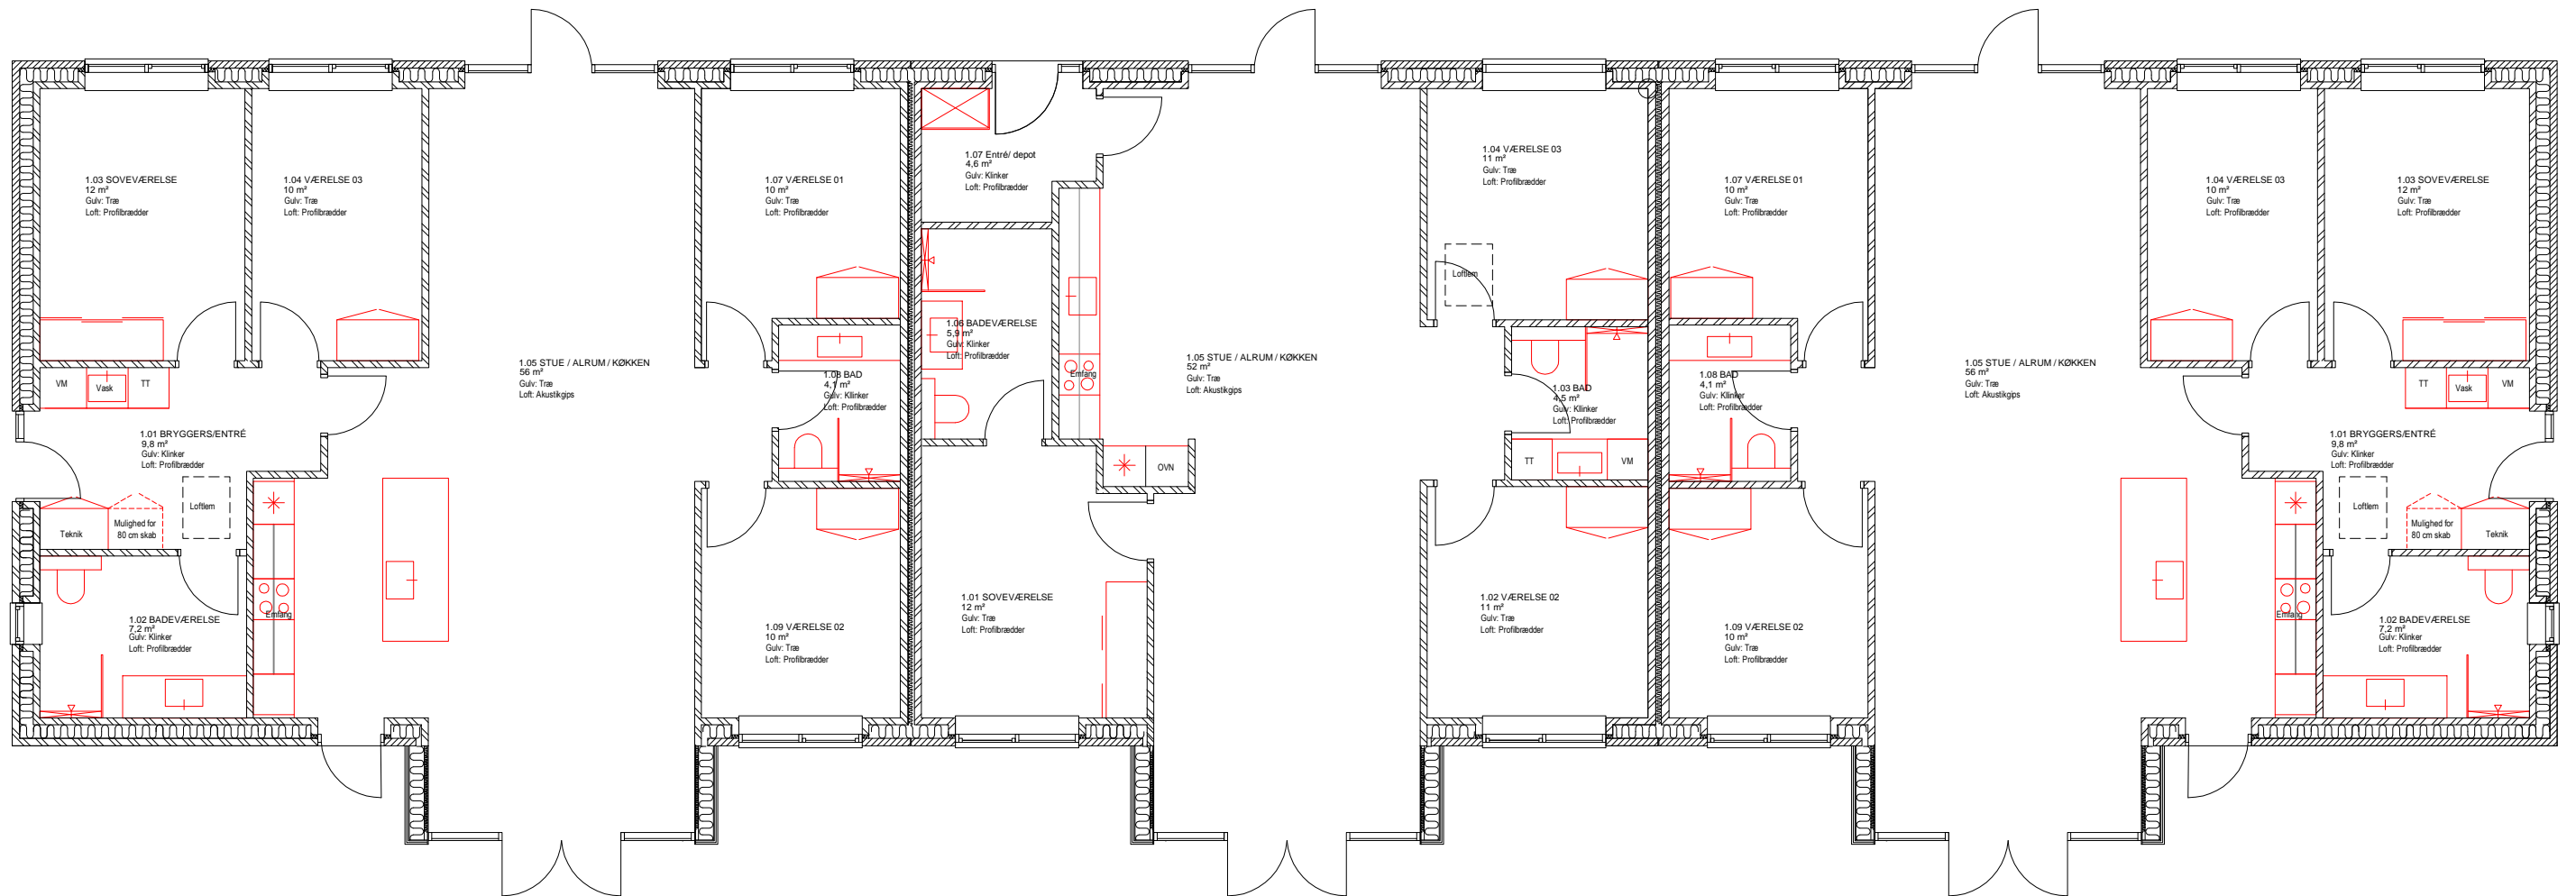 1.03 SOVEVÆRELSE
12 m²
Gulv: Træ
Loft: Profilbrædder
1.04 VÆRELSE 03
10 m²
Gulv: Træ
Loft: Profilbrædder
VM
Vask
TT
1.01 BRYGGERS/ENTRÉ
9,8 m²
Gulv: Klinker
Loft: Profilbrædder
Loftlem
Teknik
Mulighed for
80 cm skab
1.02 BADEVÆRELSE
7,2 m²
Gulv: Klinker
Loft: Profilbrædder
Emfang
1.05 STUE / ALRUM / KØKKEN
56 m²
Gulv: Træ
Loft: Akustikgips
1.07 VÆRELSE 01
10 m²
Gulv: Træ
Loft: Profilbrædder
1.08 BAD
4,1 m²
Gulv: Klinker
Loft: Profilbrædder
1.09 VÆRELSE 02
10 m²
Gulv: Træ
Loft: Profilbrædder
1.07 Entré/ depot
4,6 m²
Gulv: Klinker
Loft: Profilbrædder
1.06 BADEVÆRELSE
5,9 m²
Gulv: Klinker
Loft: Profilbrædder
Emfang
OVN
1.01 SOVEVÆRELSE
12 m²
Gulv: Træ
Loft: Profilbrædder
1.05 STUE / ALRUM / KØKKEN
52 m²
Gulv: Træ
Loft: Akustikgips
1.04 VÆRELSE 03
11 m²
Gulv: Træ
Loft: Profilbrædder
Loftlem
1.03 BAD
4,5 m²
Gulv: Klinker
Loft: Profilbrædder
TT
VM
1.02 VÆRELSE 02
11 m²
Gulv: Træ
Loft: Profilbrædder
1.07 VÆRELSE 01
10 m²
Gulv: Træ
Loft: Profilbrædder
1.08 BAD
4,1 m²
Gulv: Klinker
Loft: Profilbrædder
1.09 VÆRELSE 02
10 m²
Gulv: Træ
Loft: Profilbrædder
1.05 STUE / ALRUM / KØKKEN
56 m²
Gulv: Træ
Loft: Akustikgips
1.04 VÆRELSE 03
10 m²
Gulv: Træ
Loft: Profilbrædder
1.03 SOVEVÆRELSE
12 m²
Gulv: Træ
Loft: Profilbrædder
TT
Vask
VM
1.01 BRYGGERS/ENTRÉ
9,8 m²
Gulv: Klinker
Loft: Profilbrædder
Loftlem
Mulighed for
80 cm skab
Teknik
Emfang
1.02 BADEVÆRELSE
7,2 m²
Gulv: Klinker
Loft: Profilbrædder